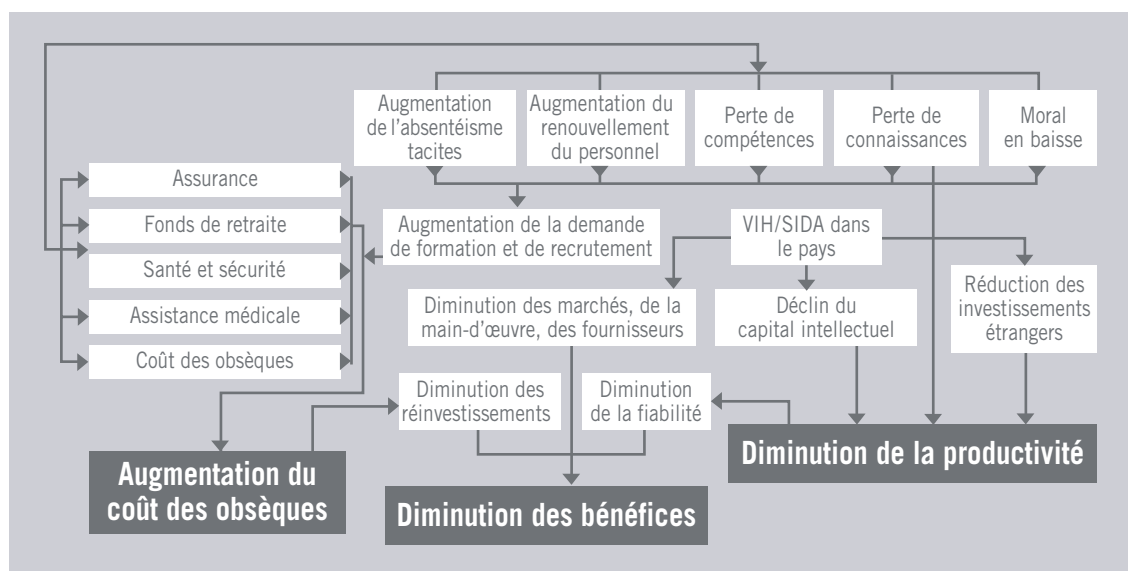 Augmentation
de l'absentéisme
tacites
Augmentation du
renouvellement
du personnel
Perte de
compétences
Perte de
connaissances
Moral
en baisse
Assurance
Fonds de retraite
Santé et sécurité
Assistance médicale
Coût des obsèques
Augmentation de la demande
de formation et de recrutement
VIH/SIDA dans
le pays
Diminution des marchés, de la
main-d'œuvre, des fournisseurs
Déclin du
capital intellectuel
Réduction des
investissements
étrangers
Diminution des
réinvestissements
Diminution
de la fiabilité
Augmentation du
coût des obsèques
Diminution des bénéfices
Diminution de la productivité